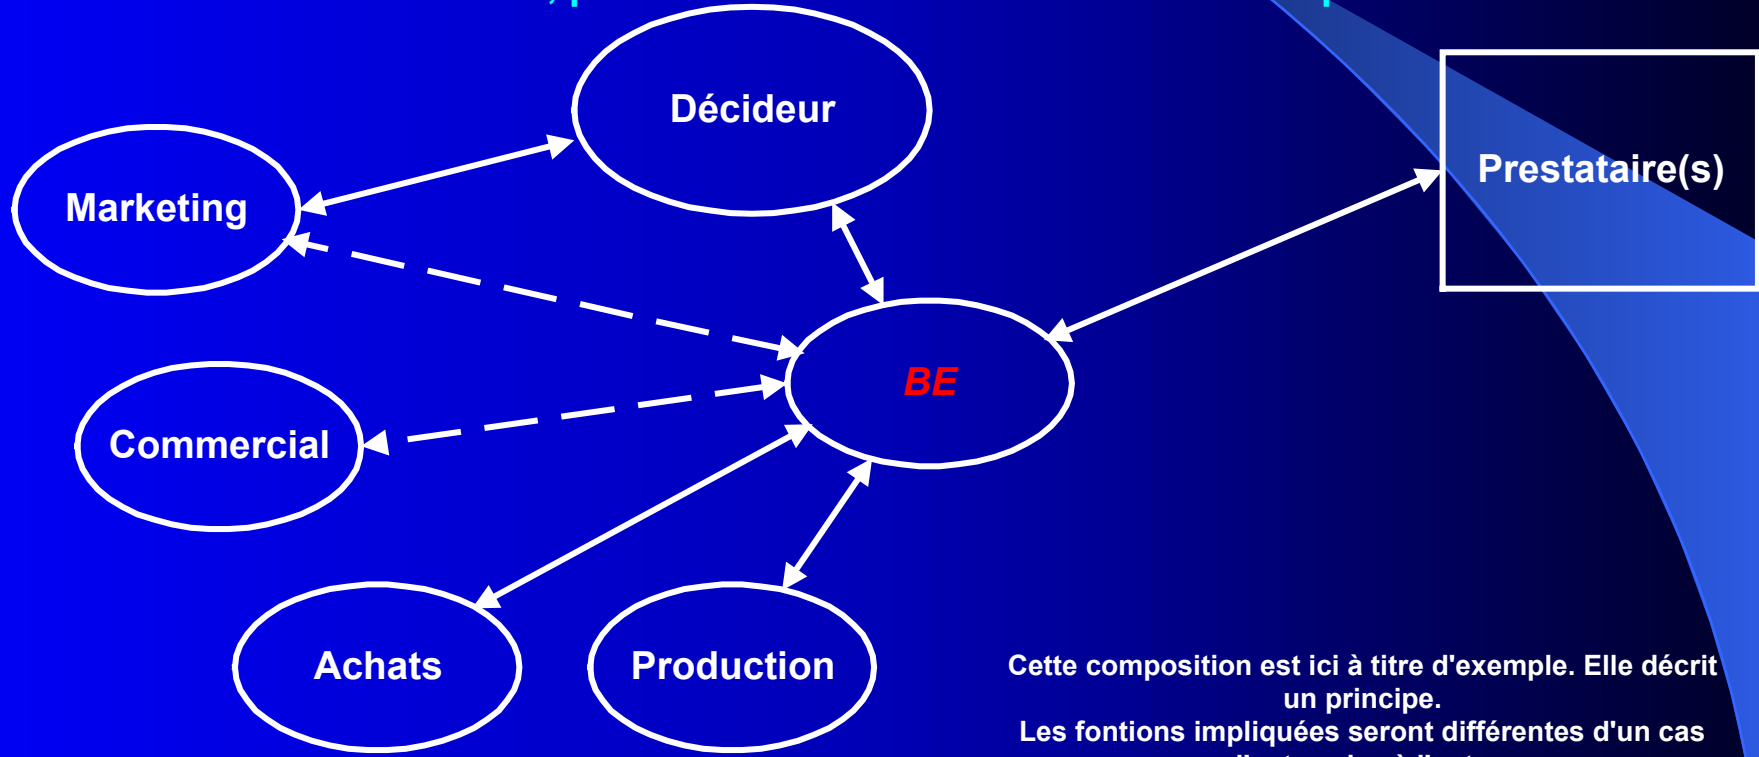 Décideur
Prestataire(s)
Marketing
BE
Commercial
Achats
Production
Cette composition est ici à titre d'exemple. Elle décrit
un principe.
Les fontions impliquées seront différentes d'un cas